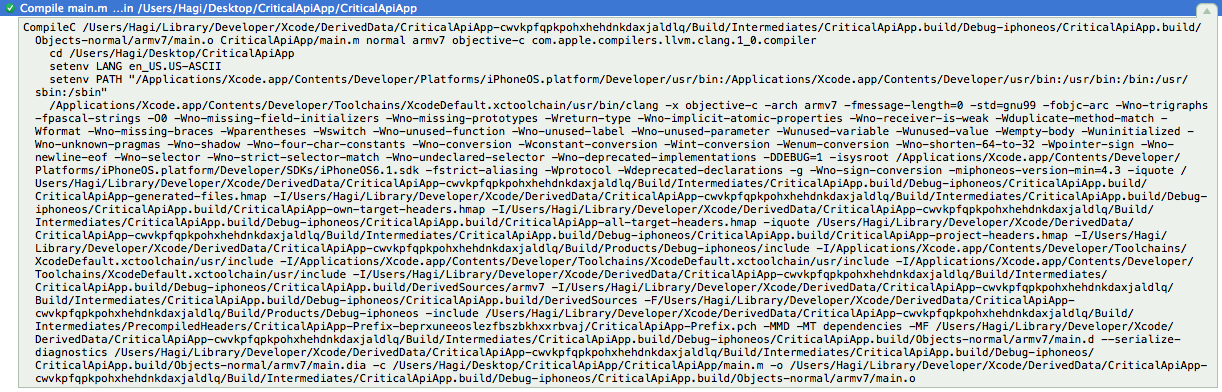 Compile main.m ...in /Users/Hagi/Desktop/CriticalApiApp/CriticalApiApp
CompileC /Users/Hagi/Library/Developer/Xcode/DerivedData/CriticalApiApp-cwvkpfqpkpohxhehdnkdaxjaldlq/Build/Intermediates/CriticalApiApp.build/Debug-iphoneos/CriticalApiApp.build/
Objects-normal/armv7/main.o CriticalApiApp/main.m normal armv7 objective-c com.apple.compilers.llvm.clang.1_0.compiler
cd /Users/Hagi/Desktop/CriticalApiApp
setenv LANG en_US.US-ASCII
setenv PATH "/Applications/Xcode.app/Contents/Developer/Platforms/iPhoneOS.platform/Developer/usr/bin:/Applications/Xcode.app/Contents/Developer/usr/bin:/usr/bin:/bin:/usr/
sbin:/sbin"
/Applications/Xcode.app/Contents/Developer/Toolchains/XcodeDefault.xctoolchain/usr/bin/clang -x objective-c -arch armv7 -fmessage-length=0 -std=gnu99 -fobjc-arc -Wno-trigraphs
-fpascal-strings -O0 -Wno-missing-field-initializers -Wno-missing-prototypes -Wreturn-type -Wno-implicit-atomic-properties -Wno-receiver-is-weak -Wduplicate-method-match -
Wformat -Wno-missing-braces -Wparentheses -Wswitch -Wno-unused-function -Wno-unused-label -Wno-unused-parameter -Wunused-variable -Wunused-value -Wempty-body -Wuninitialized -
Wno-unknown-pragmas -Wno-shadow -Wno-four-char-constants -Wno-conversion -Wconstant-conversion -Wint-conversion -Wenum-conversion -Wno-shorten-64-to-32 -Wpointer-sign -Wno-
newline-eof -Wno-selector -Wno-strict-selector-match -Wno-undeclared-selector -Wno-deprecated-implementations -DDEBUG=1 -isysroot /Applications/Xcode.app/Contents/Developer/
Platforms/iPhoneOS.platform/Developer/SDKs/iPhoneOS6.1.sdk -fstrict-aliasing -Wprotocol -Wdeprecated-declarations -g -Wno-sign-conversion -miphoneos-version-min=4.3 -iquote /
Users/Hagi/Library/Developer/Xcode/DerivedData/CriticalApiApp-cwvkpfqpkpohxhehdnkdaxjaldlq/Build/Intermediates/CriticalApiApp.build/Debug-iphoneos/CriticalApiApp.build/
CriticalApiApp-generated-files.hmap -I/Users/Hagi/Library/Developer/Xcode/DerivedData/CriticalApiApp-cwvkpfqpkpohxhehdnkdaxjaldlq/Build/Intermediates/CriticalApiApp.build/Debug-
iphoneos/CriticalApiApp.build/CriticalApiApp-own-target-headers.hmap -I/Users/Hagi/Library/Developer/Xcode/DerivedData/CriticalApiApp-cwvkpfqpkpohxhehdnkdaxjaldlq/Build/
Intermediates/CriticalApiApp.build/Debug-iphoneos/CriticalApiApp.build/CriticalApiApp-all-target-headers.hmap -iquote /Users/Hagi/Library/Developer/Xcode/DerivedData/
CriticalApiApp-cwvkpfqpkpohxhehdnkdaxjaldlq/Build/Intermediates/CriticalApiApp.build/Debug-iphoneos/CriticalApiApp.build/CriticalApiApp-project-headers.hmap -I/Users/Hagi/
Library/Developer/Xcode/DerivedData/CriticalApiApp-cwvkpfqpkpohxhehdnkdaxjaldlq/Build/Products/Debug-iphoneos/include -I/Applications/Xcode.app/Contents/Developer/Toolchains/
XcodeDefault.xctoolchain/usr/include -I/Applications/Xcode.app/Contents/Developer/Toolchains/XcodeDefault.xctoolchain/usr/include -I/Applications/Xcode.app/Contents/Developer/
Toolchains/XcodeDefault.xctoolchain/usr/include -I/Users/Hagi/Library/Developer/Xcode/DerivedData/CriticalApiApp-cwvkpfqpkpohxhehdnkdaxjaldlq/Build/Intermediates/
CriticalApiApp.build/Debug-iphoneos/CriticalApiApp.build/DerivedSources/armv7 -I/Users/Hagi/Library/Developer/Xcode/DerivedData/CriticalApiApp-cwvkpfqpkpohxhehdnkdaxjaldlq/
Build/Intermediates/CriticalApiApp.build/Debug-iphoneos/CriticalApiApp.build/DerivedSources -F/Users/Hagi/Library/Developer/Xcode/DerivedData/CriticalApiApp-
cwvkpfqpkpohxhehdnkdaxjaldlq/Build/Products/Debug-iphoneos -include /Users/Hagi/Library/Developer/Xcode/DerivedData/CriticalApiApp-cwvkpfqpkpohxhehdnkdaxjaldlq/Build/
Intermediates/PrecompiledHeaders/CriticalApiApp-Prefix-beprxuneeoslezfbszbkhxxrbvaj/CriticalApiApp-Prefix.pch -MMD -MT dependencies -MF /Users/Hagi/Library/Developer/Xcode/
DerivedData/CriticalApiApp-cwvkpfqpkpohxhehdnkdaxjaldlq/Build/Intermediates/CriticalApiApp.build/Debug-iphoneos/CriticalApiApp.build/Objects-normal/armv7/main.d --serialize-
diagnostics /Users/Hagi/Library/Developer/Xcode/DerivedData/CriticalApiApp-cwvkpfqpkpohxhehdnkdaxjaldlq/Build/Intermediates/CriticalApiApp.build/Debug-iphoneos/
CriticalApiApp.build/Objects-normal/armv7/main.dia -c /Users/Hagi/Desktop/CriticalApiApp/CriticalApiApp/main.m -o /Users/Hagi/Library/Developer/Xcode/DerivedData/CriticalApiApp-
cwvkpfqpkpohxhehdnkdaxjaldlq/Build/Intermediates/CriticalApiApp.build/Debug-iphoneos/CriticalApiApp.build/Objects-normal/armv7/main.o